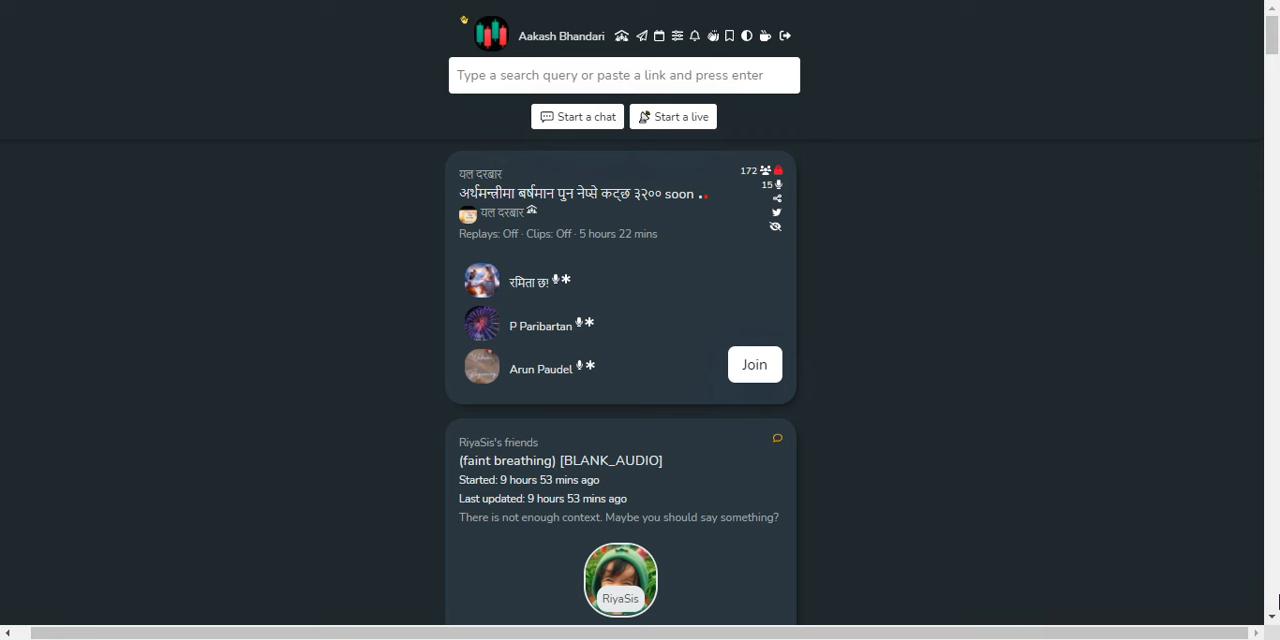 Aakash Bhandari
Type a search query or paste a link and press enter
Start a chat
Start a live
यल दरबार
172
अर्थमन्त्रीमा बर्षमान पुन नेप्से कट्छ ३२०० soon ..
15
यल दरबार
Replays: Off · Clips: Off · 5 hours 22 mins
रमिता छ!
P Paribartan
Arun Paudel
Join
RiyaSis's friends
(faint breathing) [BLANK_AUDIO]
Started: 9 hours 53 mins ago
Last updated: 9 hours 53 mins ago
There is not enough context. Maybe you should say something?
RiyaSis